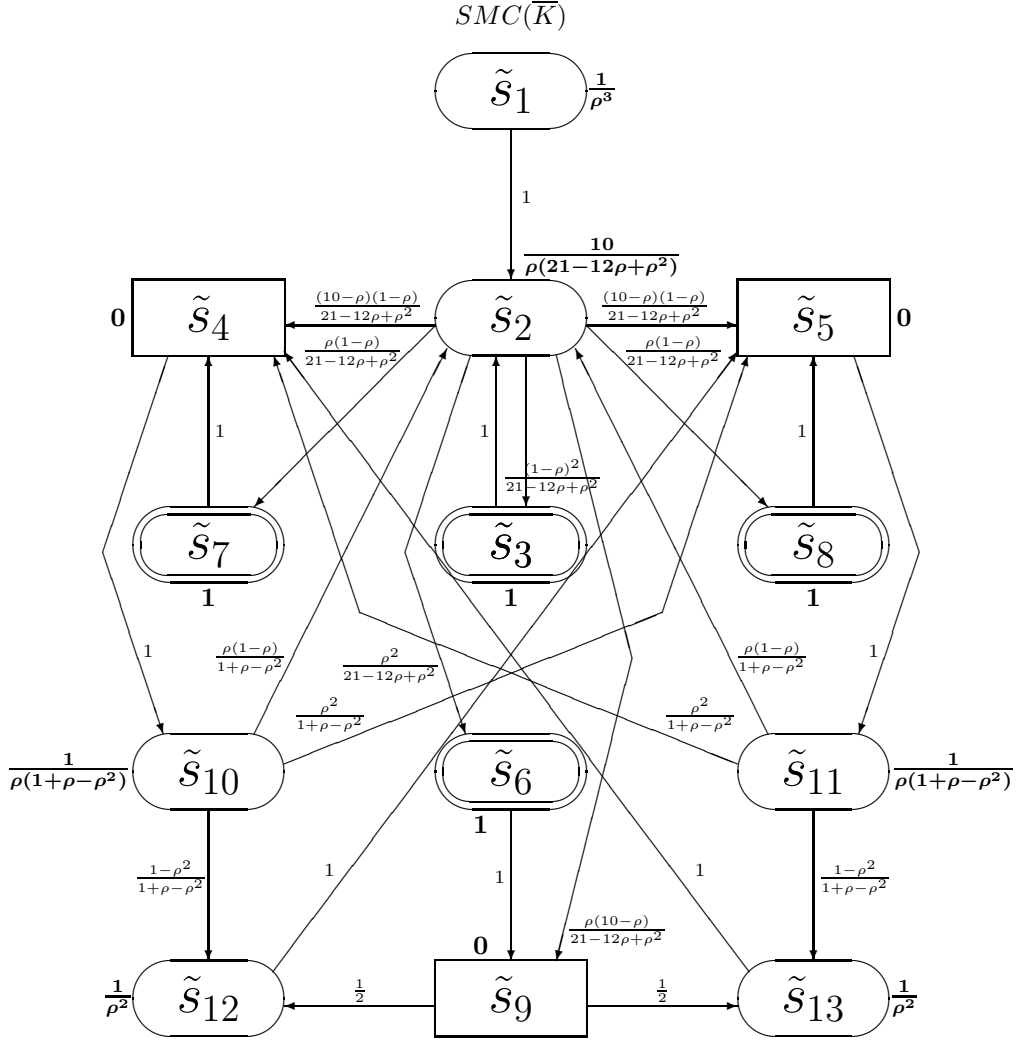 SMC(K̅)
s̃₁ 1/ρ³
1
10/(ρ(21−12ρ+ρ²))
0 s̃₄ (10−ρ)(1−ρ)/(21−12ρ+ρ²) s̃₂ (10−ρ)(1−ρ)/(21−12ρ+ρ²) s̃₅ 0
ρ(1−ρ)/(21−12ρ+ρ²) ρ(1−ρ)/(21−12ρ+ρ²)
1 1 1
(1−ρ)²/(21−12ρ+ρ²)
s̃₇ s̃₃ s̃₈
1 1 1
1 ρ(1−ρ)/(1+ρ−ρ²) ρ²/(21−12ρ+ρ²) ρ(1−ρ)/(1+ρ−ρ²) 1
ρ²/(1+ρ−ρ²) ρ²/(1+ρ−ρ²)
1/(ρ(1+ρ−ρ²)) s̃₁₀ s̃₆ s̃₁₁ 1/(ρ(1+ρ−ρ²))
1
(1−ρ²)/(1+ρ−ρ²) 1 1 1 (1−ρ²)/(1+ρ−ρ²)
0 ρ(10−ρ)/(21−12ρ+ρ²)
1/ρ² s̃₁₂ 1/2 s̃₉ 1/2 s̃₁₃ 1/ρ²